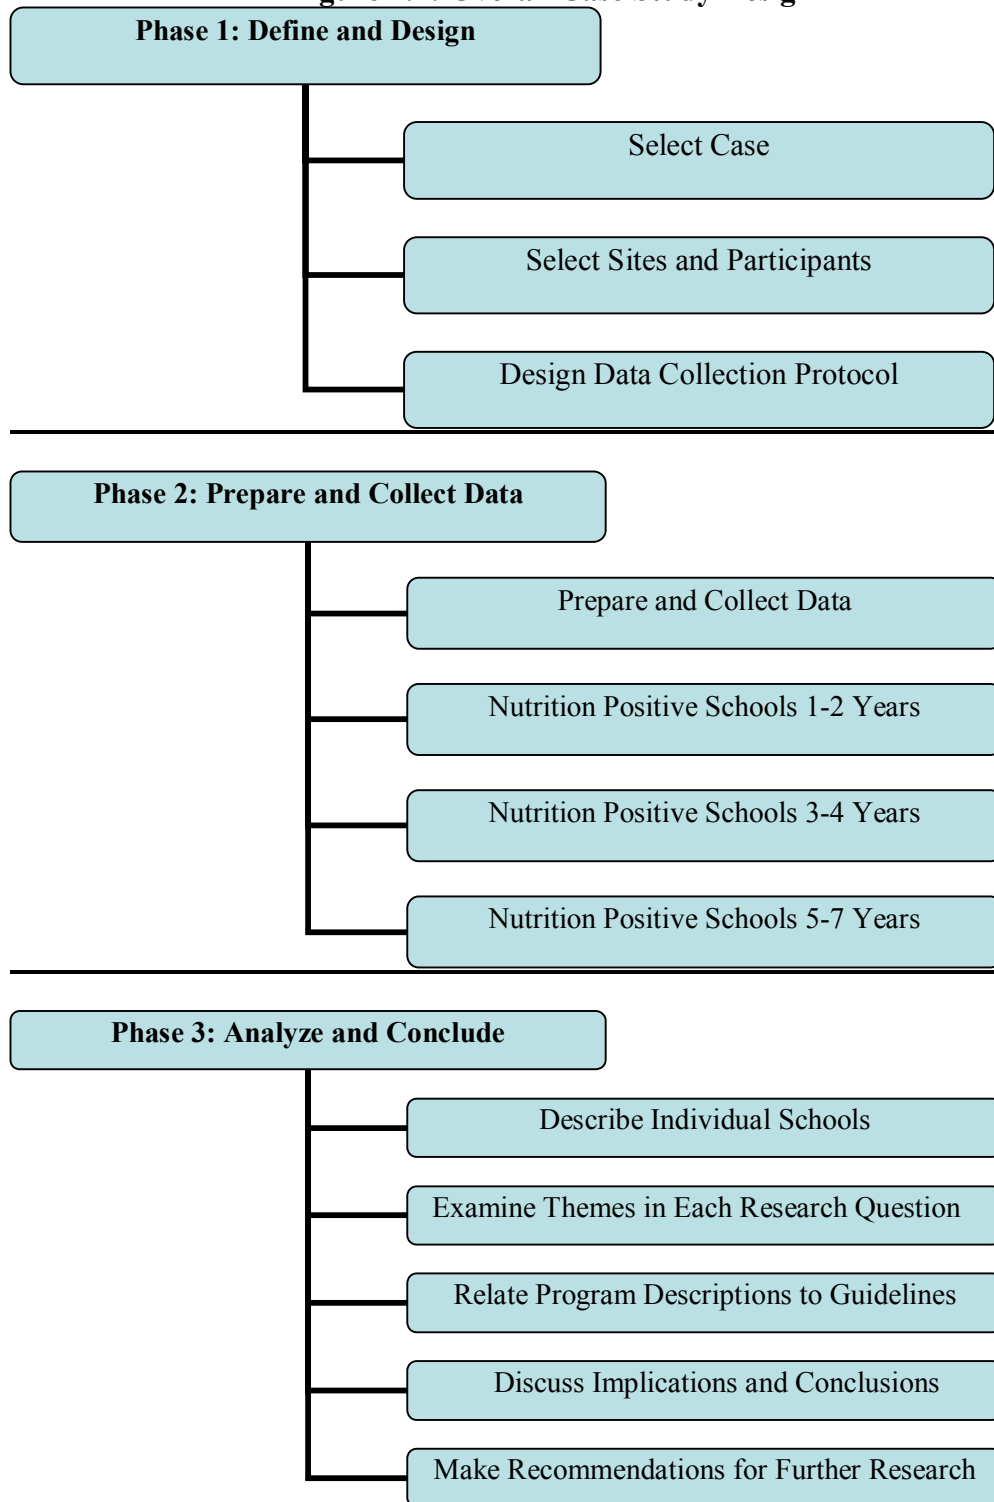 Phase 1: Define and Design
Select Case
Select Sites and Participants
Design Data Collection Protocol
Phase 2: Prepare and Collect Data
Prepare and Collect Data
Nutrition Positive Schools 1-2 Years
Nutrition Positive Schools 3-4 Years
Nutrition Positive Schools 5-7 Years
Phase 3: Analyze and Conclude
Describe Individual Schools
Examine Themes in Each Research Question
Relate Program Descriptions to Guidelines
Discuss Implications and Conclusions
Make Recommendations for Further Research